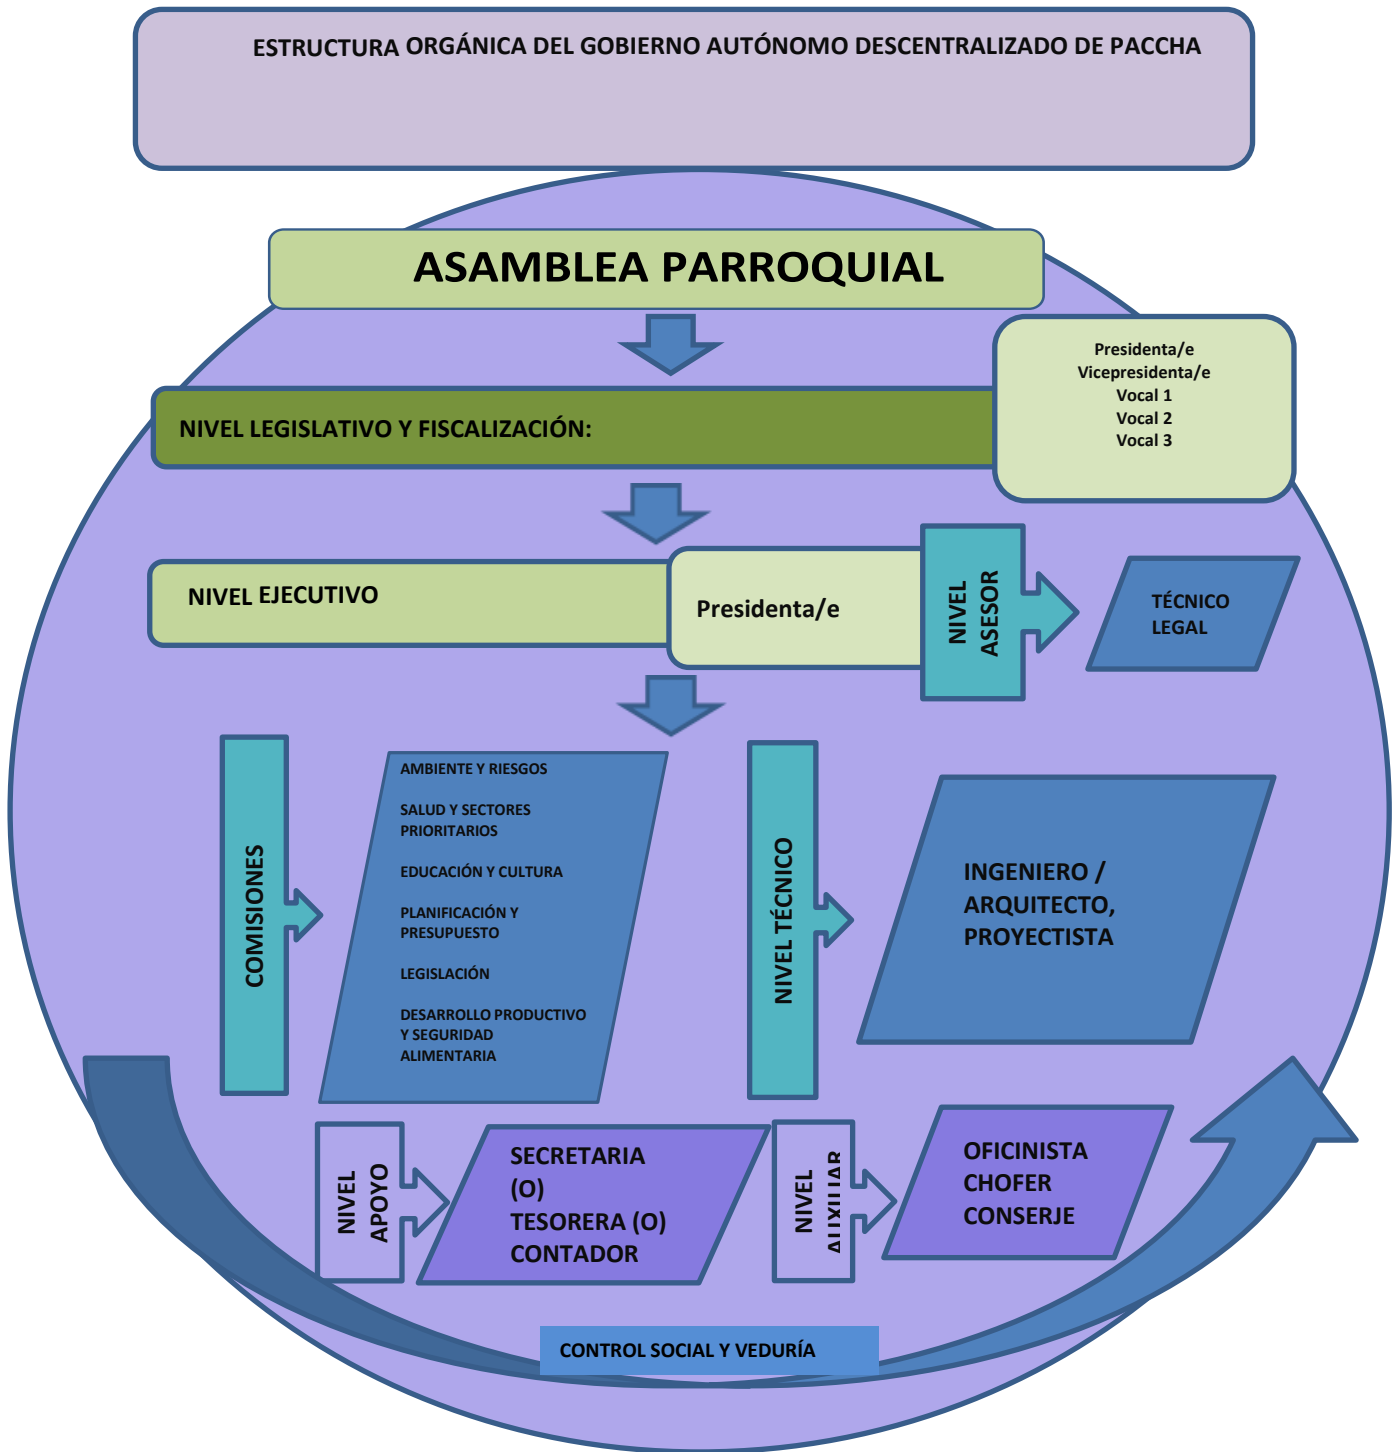 ESTRUCTURA ORGÁNICA DEL GOBIERNO AUTÓNOMO DESCENTRALIZADO DE PACCHA
ASAMBLEA PARROQUIAL
Presidenta/e
Vicepresidenta/e
Vocal 1
Vocal 2
Vocal 3
NIVEL LEGISLATIVO Y FISCALIZACIÓN:
NIVEL EJECUTIVO
Presidenta/e
NIVEL
ASESOR
TÉCNICO
LEGAL
COMISIONES
AMBIENTE Y RIESGOS
SALUD Y SECTORES
PRIORITARIOS
EDUCACIÓN Y CULTURA
PLANIFICACIÓN Y
PRESUPUESTO
LEGISLACIÓN
DESARROLLO PRODUCTIVO
Y SEGURIDAD
ALIMENTARIA
NIVEL TÉCNICO
INGENIERO /
ARQUITECTO,
PROYECTISTA
NIVEL
APOYO
SECRETARIA
(O)
TESORERA (O)
CONTADOR
NIVEL
AUXILIAR
OFICINISTA
CHOFER
CONSERJE
CONTROL SOCIAL Y VEDURÍA